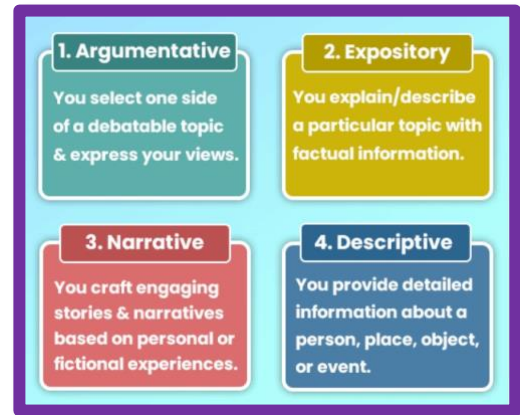 1. Argumentative
You select one side
of a debatable topic
& express your views.
2. Expository
You explain/describe
a particular topic with
factual information.
3. Narrative
You craft engaging
stories & narratives
based on personal or
fictional experiences.
4. Descriptive
You provide detailed
information about a
person, place, object,
or event.